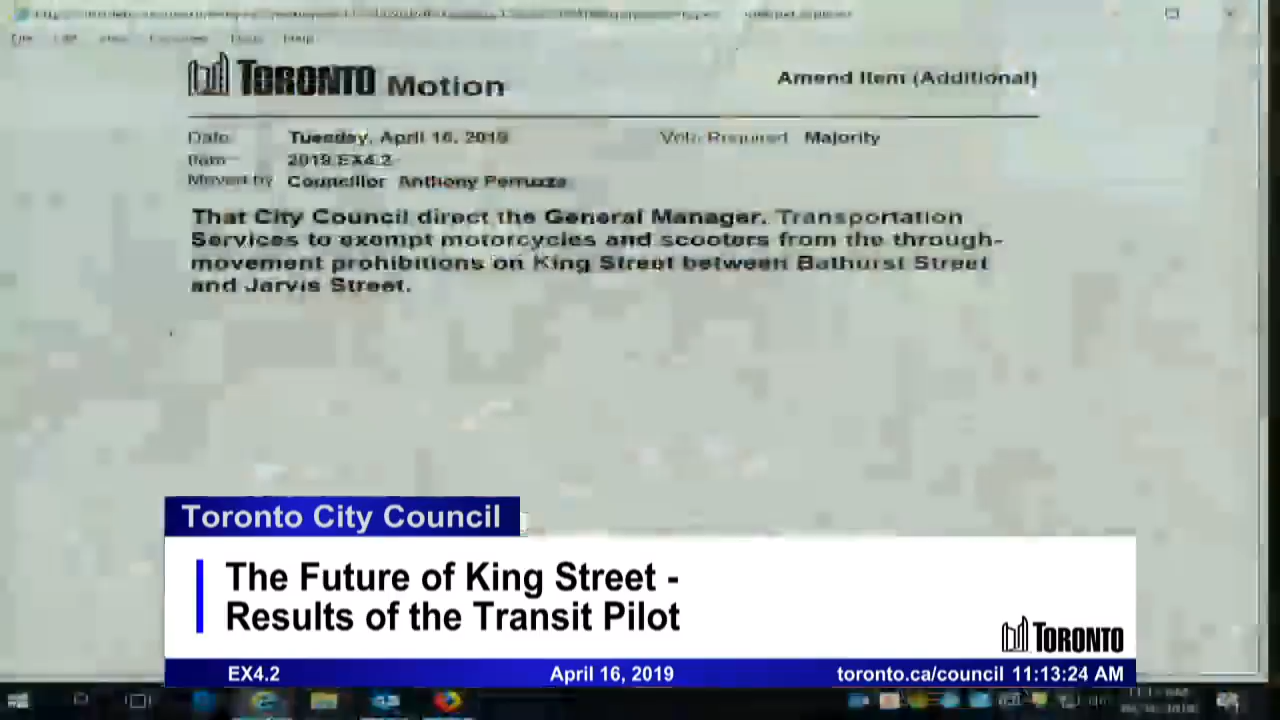 TORONTO Motion
Amend Item (Additional)
Date: Tuesday, April 16, 2019
Vote Required Majority
Item 2019.EX4.2
Moved by Councillor Anthony Perruzza
That City Council direct the General Manager, Transportation
Services to exempt motorcycles and scooters from the through-
movement prohibitions on King Street between Bathurst Street
and Jarvis Street.
Toronto City Council
The Future of King Street -
Results of the Transit Pilot
TORONTO
EX4.2
April 16, 2019
toronto.ca/council 11:13:24 AM